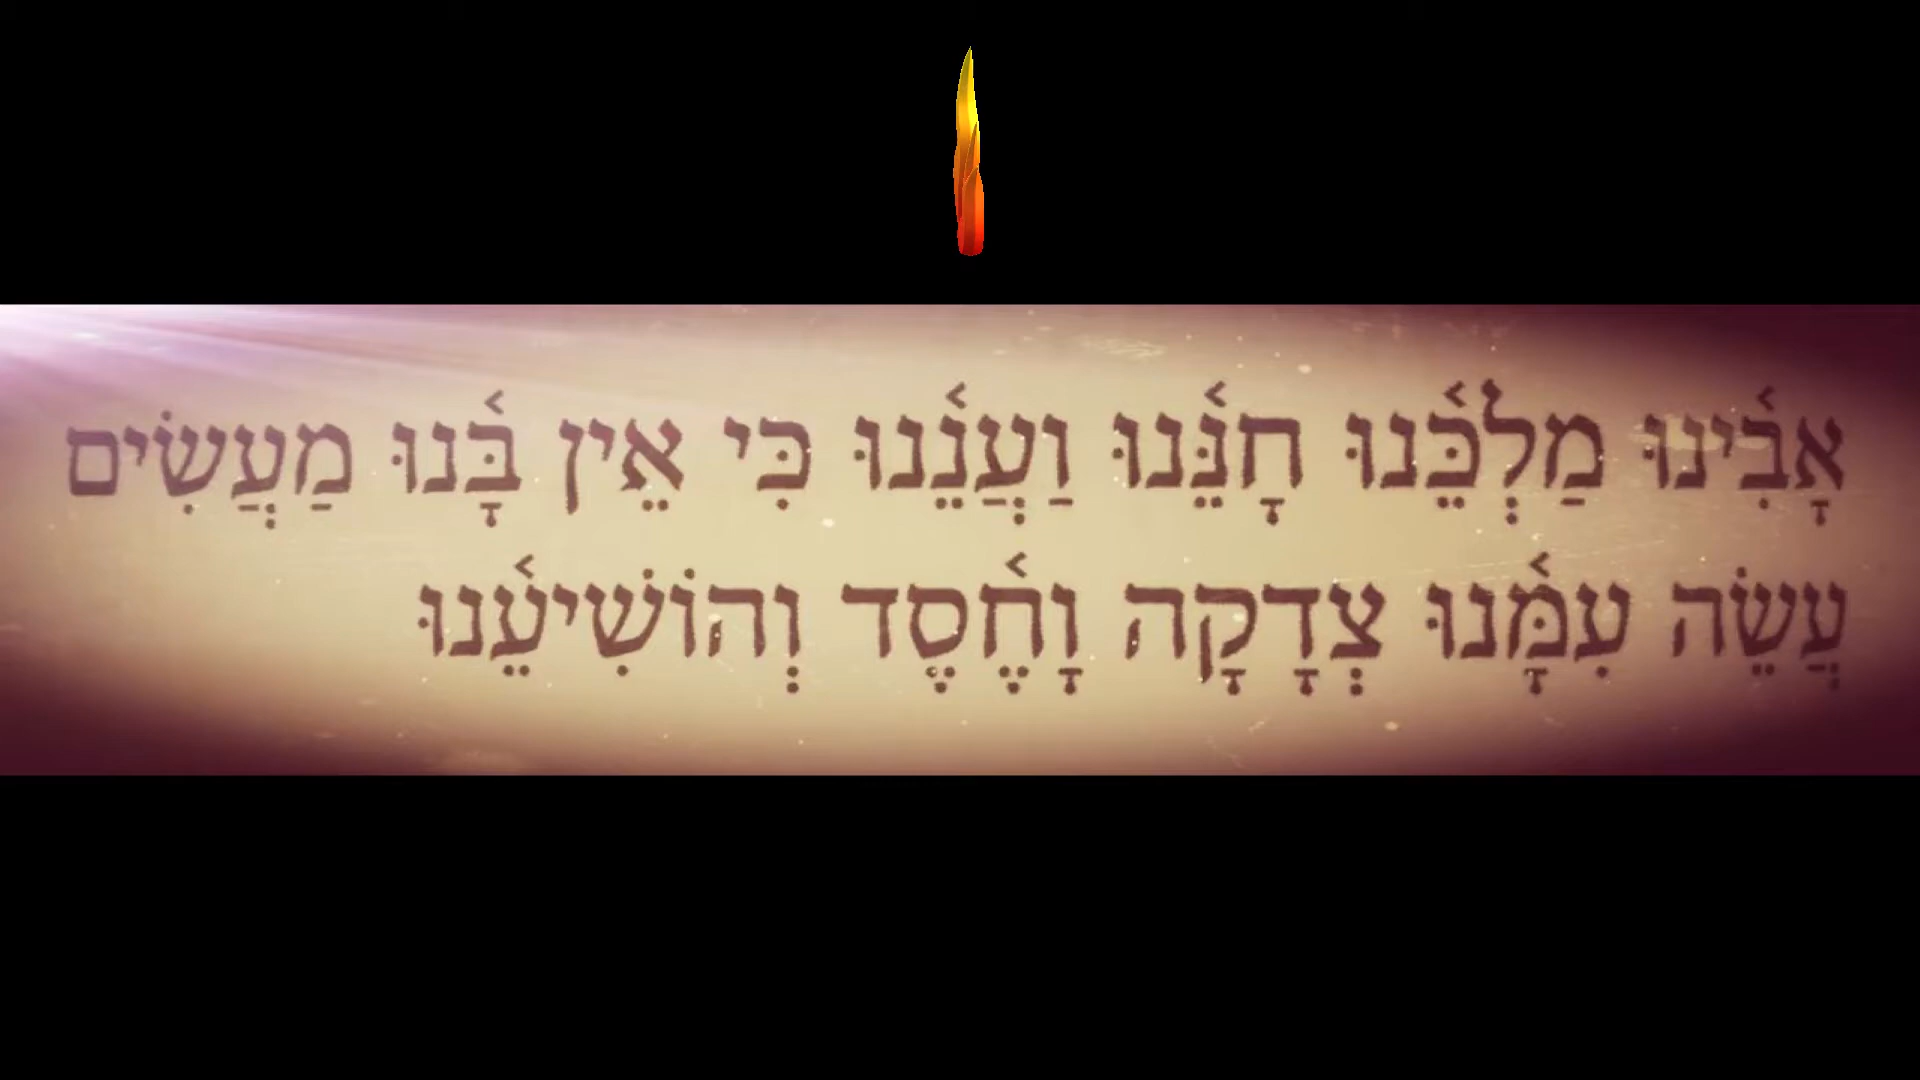 אָבִ֫ינוּ מַלְכֵּ֫נוּ חָנֵּ֫נוּ וַעֲנֵ֫נוּ כִּי אֵין בָּ֫נוּ מַעֲשִׂים
עֲשֵׂה עִמָּ֫נוּ צְדָקָה וָחֶ֫סֶד וְהוֹשִׁיעֵ֫נוּ